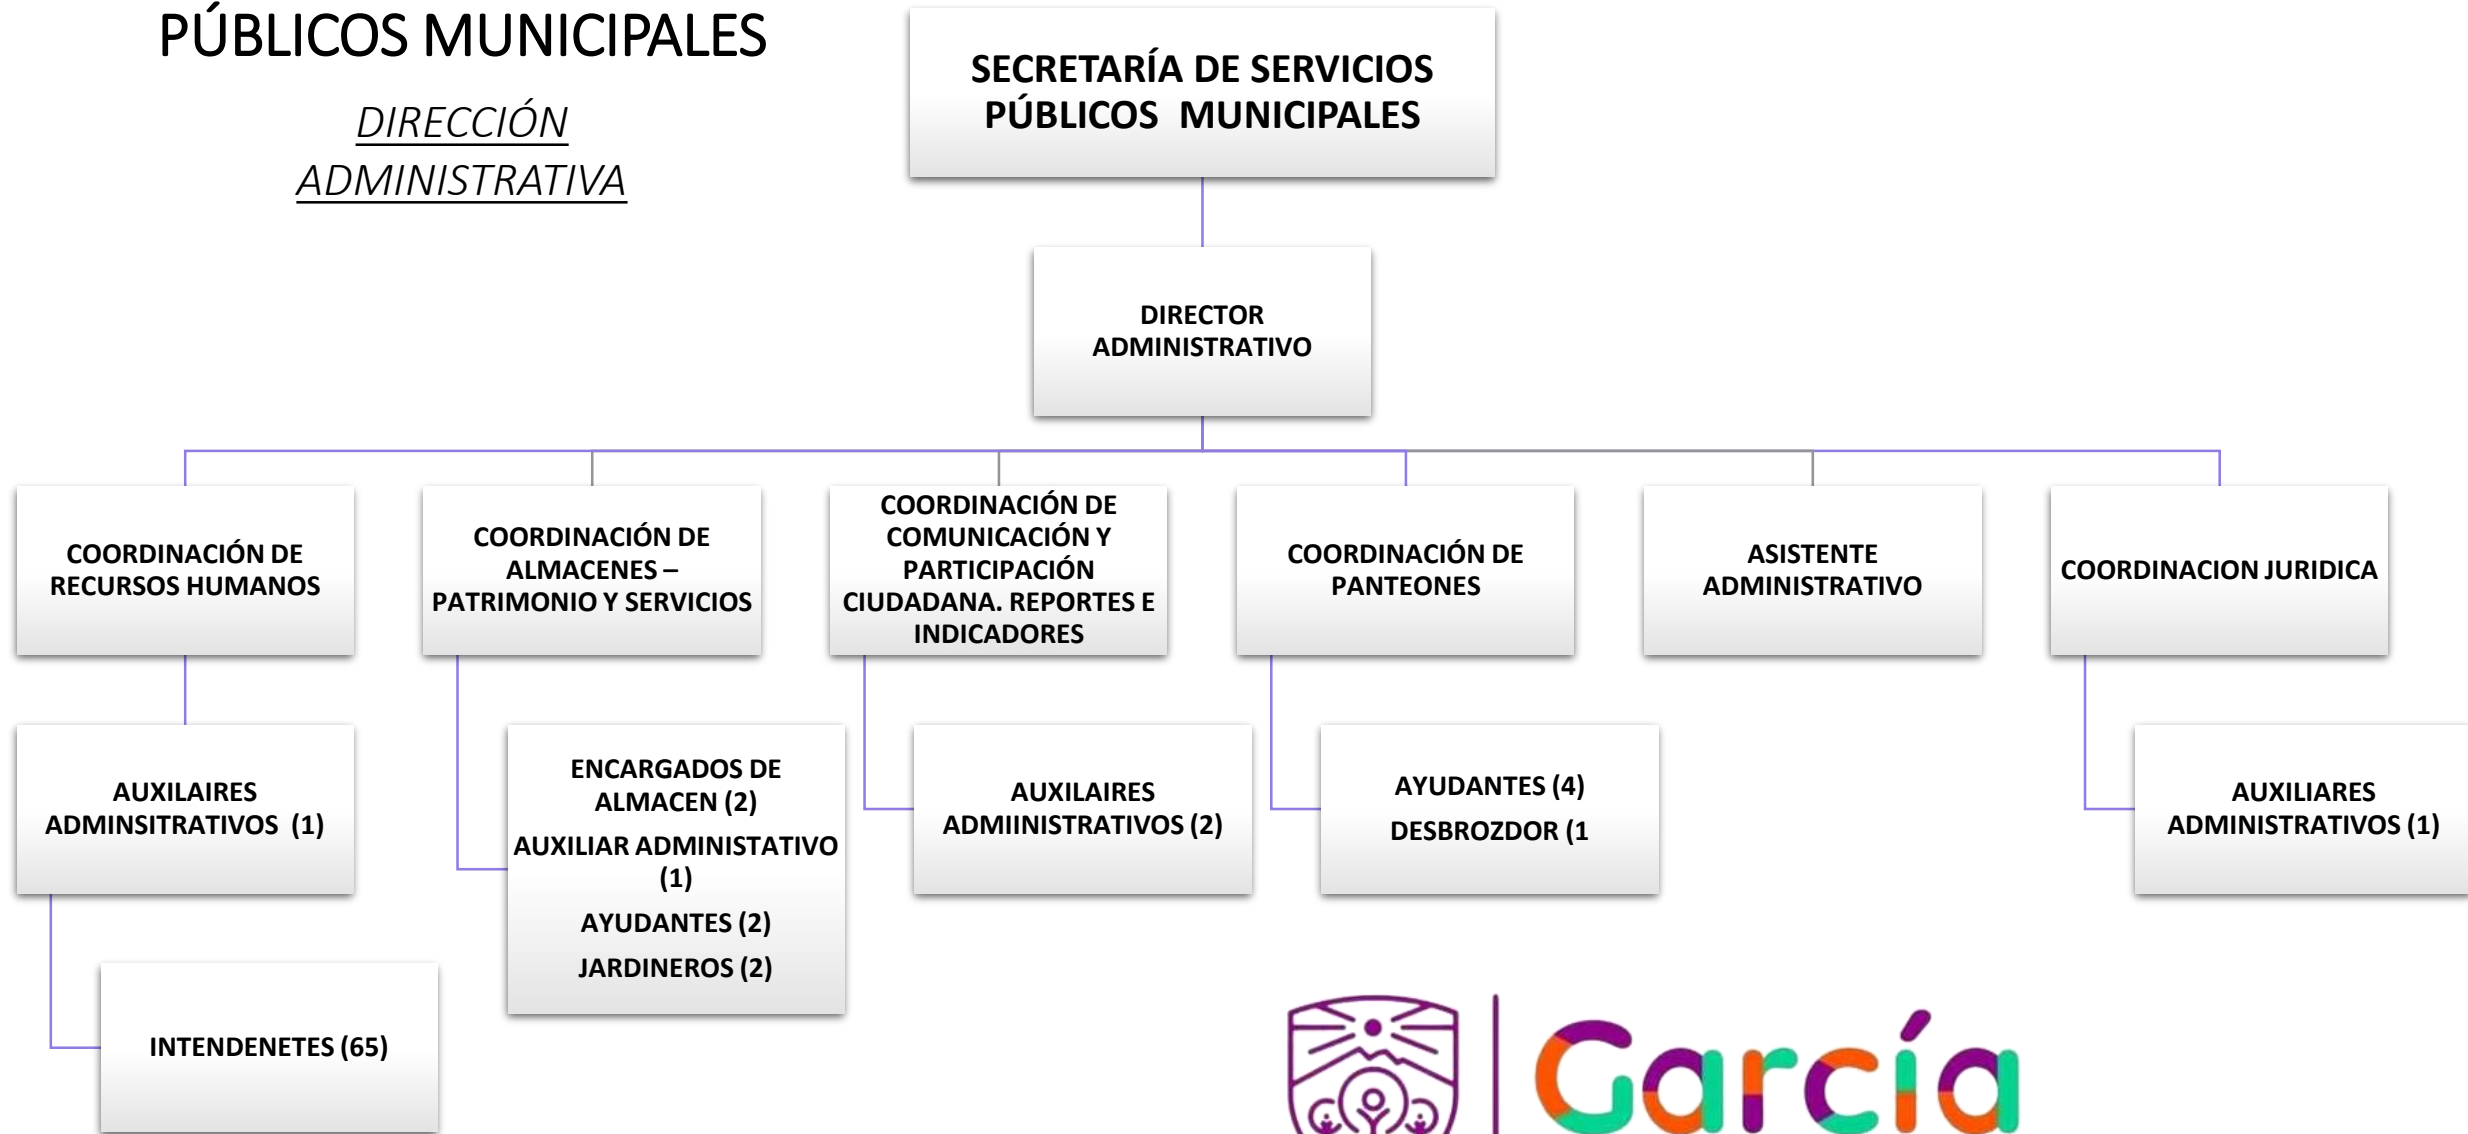 PÚBLICOS MUNICIPALES
DIRECCIÓN
ADMINISTRATIVA
SECRETARÍA DE SERVICIOS
PÚBLICOS MUNICIPALES
DIRECTOR
ADMINISTRATIVO
COORDINACIÓN DE
RECURSOS HUMANOS
COORDINACIÓN DE
ALMACENES –
PATRIMONIO Y SERVICIOS
COORDINACIÓN DE
COMUNICACIÓN Y
PARTICIPACIÓN
CIUDADANA. REPORTES E
INDICADORES
COORDINACIÓN DE
PANTEONES
ASISTENTE
ADMINISTRATIVO
COORDINACION JURIDICA
AUXILAIRES
ADMINSITRATIVOS (1)
ENCARGADOS DE
ALMACEN (2)
AUXILIAR ADMINISTATIVO
(1)
AYUDANTES (2)
JARDINEROS (2)
AUXILAIRES
ADMIINISTRATIVOS (2)
AYUDANTES (4)
DESBROZDOR (1
AUXILIARES
ADMINISTRATIVOS (1)
INTENDENETES (65)
García